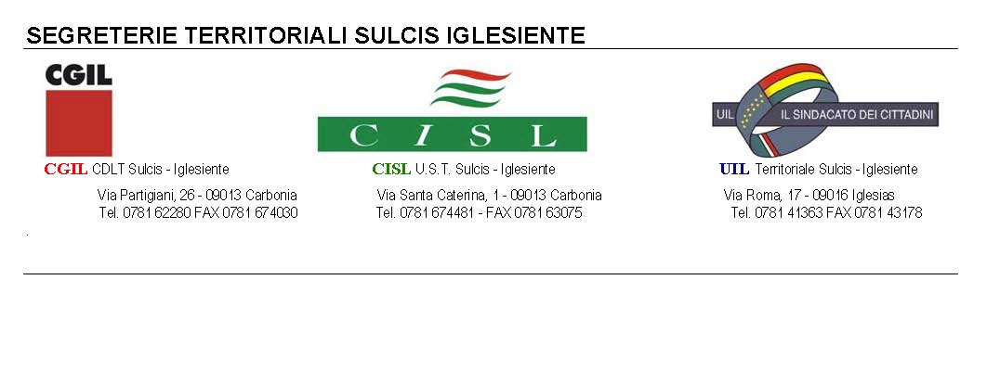 SEGRETERIE TERRITORIALI SULCIS IGLESIENTE
CGIL
CISL
UIL IL SINDACATO DEI CITTADINI
CGIL CDLT Sulcis - Iglesiente
Via Partigiani, 26 - 09013 Carbonia
Tel. 0781 62280 FAX 0781 674030
CISL U.S.T. Sulcis - Iglesiente
Via Santa Caterina, 1 - 09013 Carbonia
Tel. 0781 674481 - FAX 0781 63075
UIL Territoriale Sulcis - Iglesiente
Via Roma, 17 - 09016 Iglesias
Tel. 0781 41363 FAX 0781 43178
.